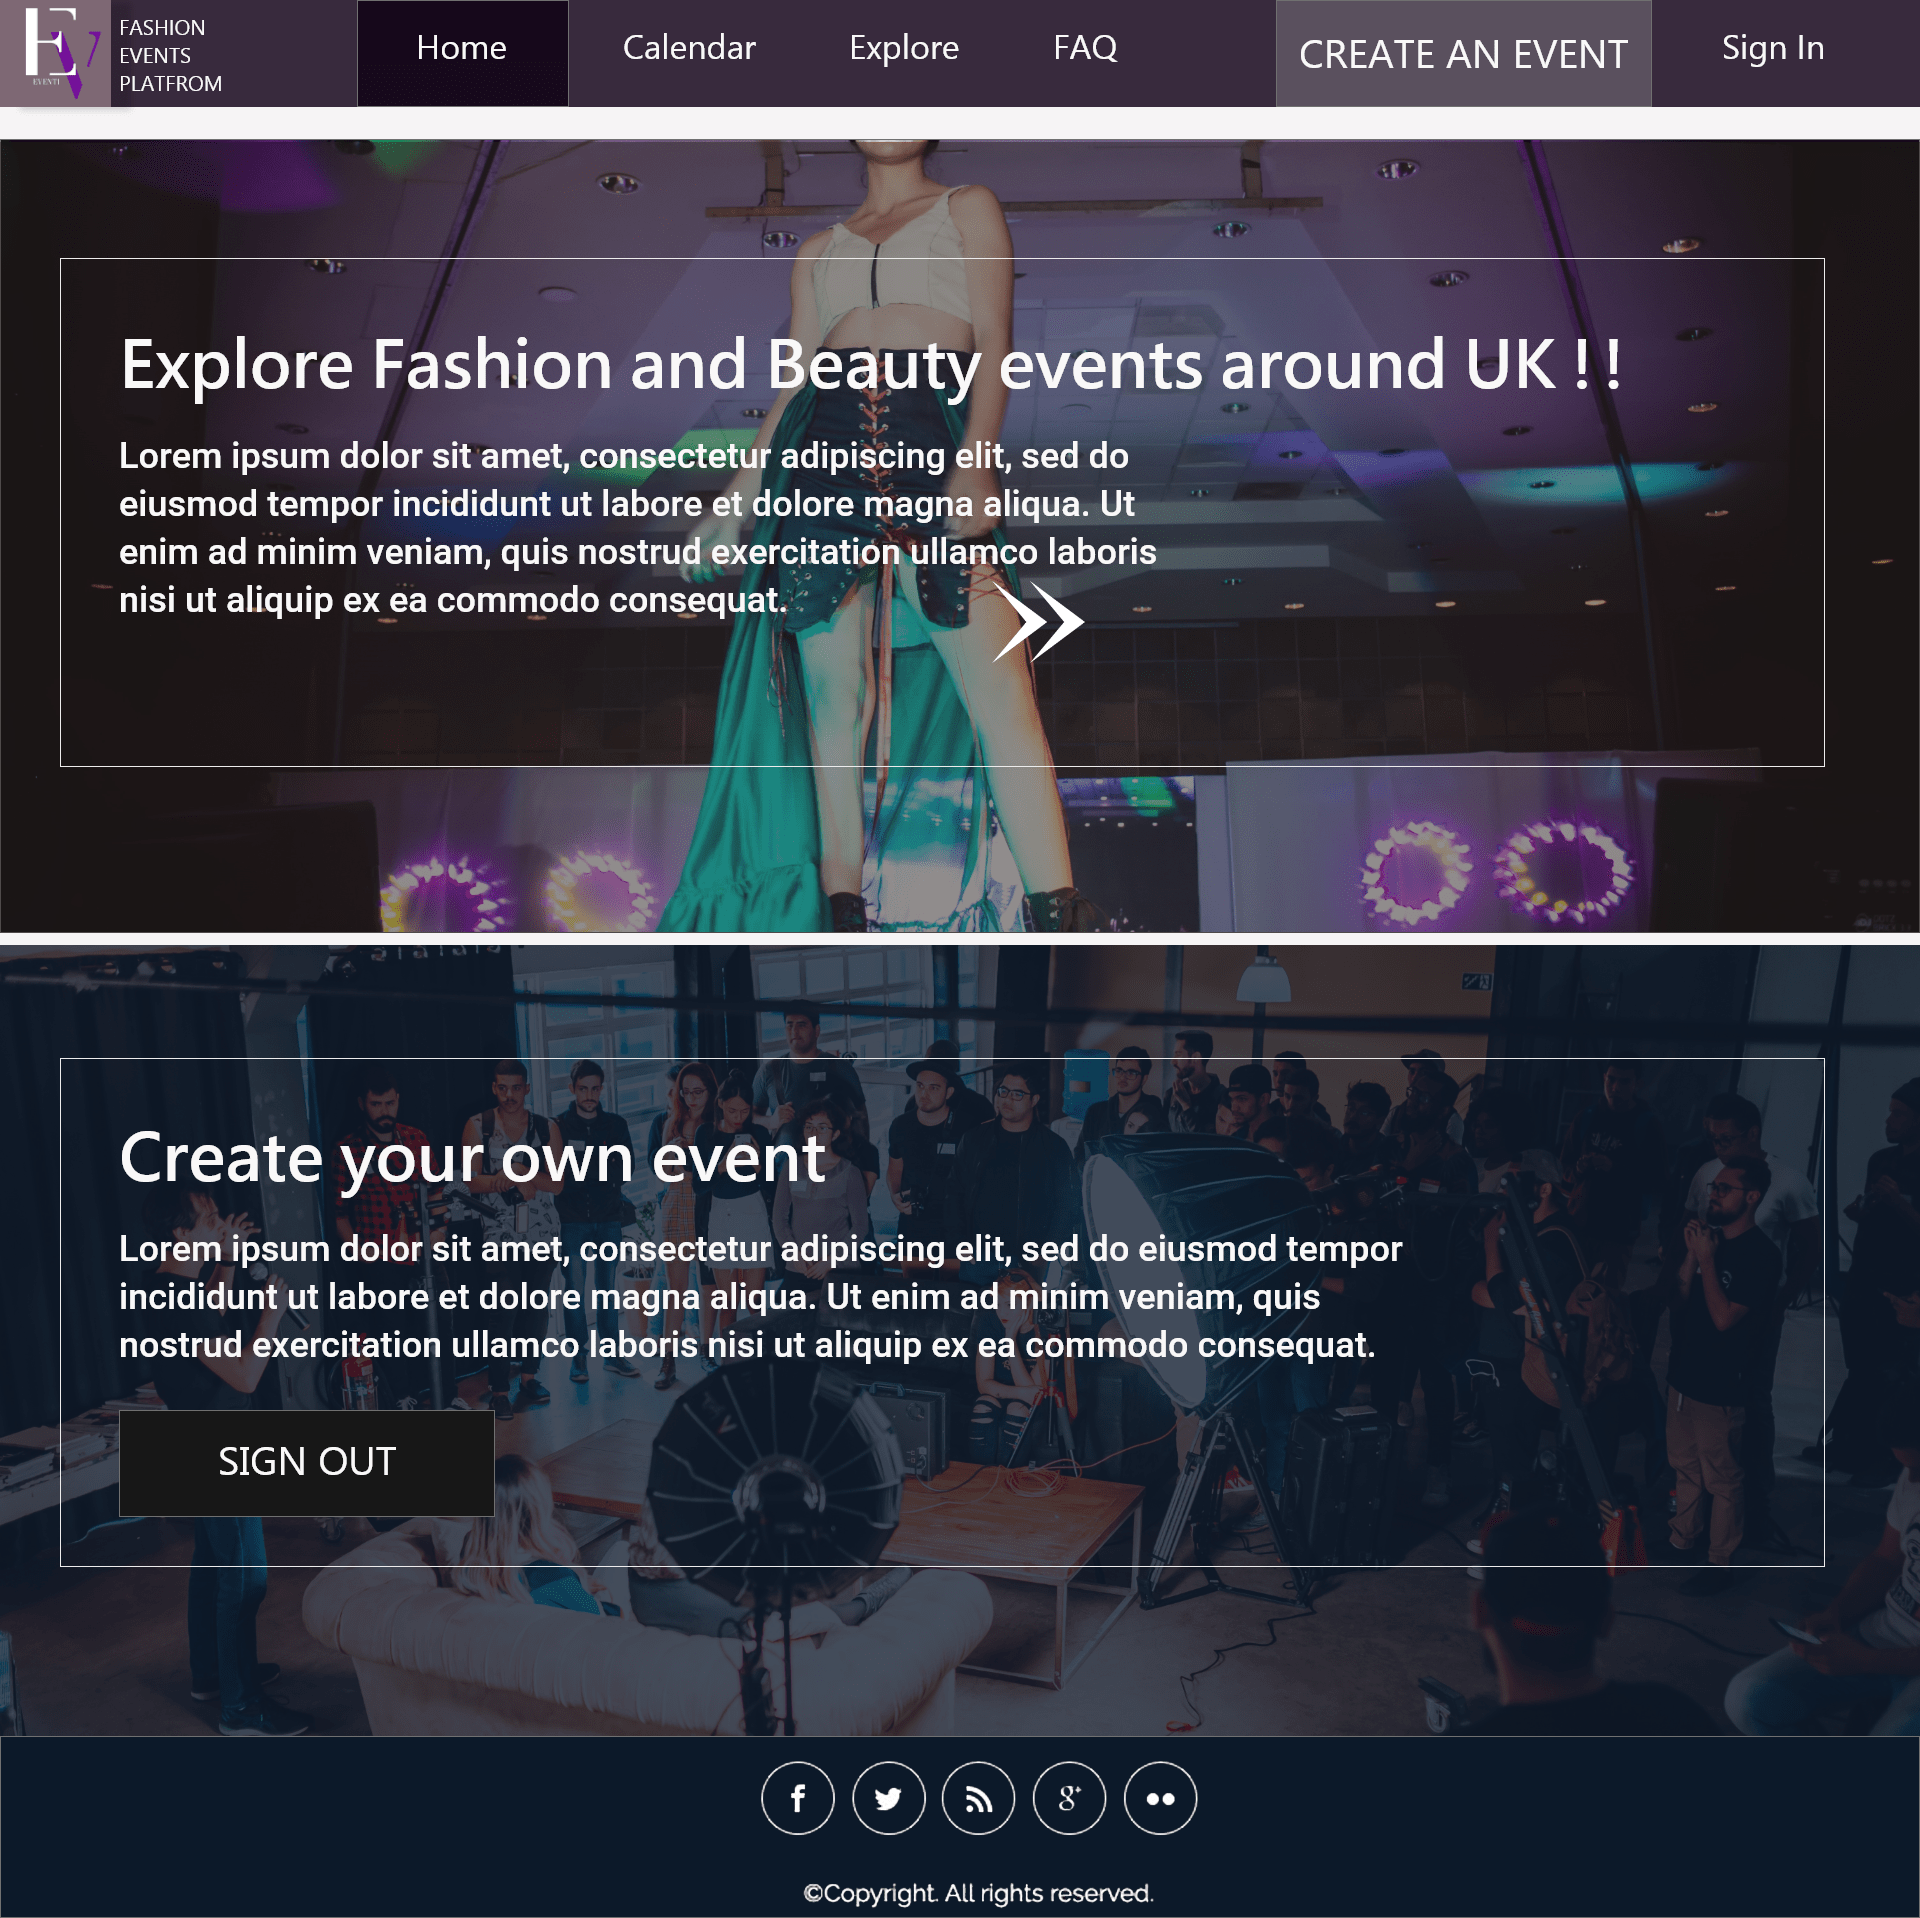 EV
EVENTI
FASHION
EVENTS
PLATFROM
Home
Calendar
Explore
FAQ
CREATE AN EVENT
Sign In
Explore Fashion and Beauty events around UK ! !
Lorem ipsum dolor sit amet, consectetur adipiscing elit, sed do
eiusmod tempor incididunt ut labore et dolore magna aliqua. Ut
enim ad minim veniam, quis nostrud exercitation ullamco laboris
nisi ut aliquip ex ea commodo consequat.
Create your own event
Lorem ipsum dolor sit amet, consectetur adipiscing elit, sed do eiusmod tempor
incididunt ut labore et dolore magna aliqua. Ut enim ad minim veniam, quis
nostrud exercitation ullamco laboris nisi ut aliquip ex ea commodo consequat.
SIGN OUT
©Copyright. All rights reserved.